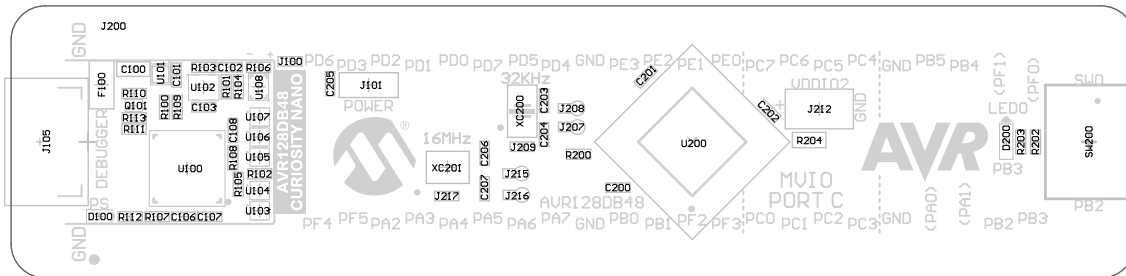 J200
GND
- +
J100
PD6 PD3 PD2 PD1 PD0 PD7 PD5 PD4 GND PE3 PE2 PE1 PE0 PC7 PC6 PC5 PC4 GND PB5 PB4 (PF1) (PF0)
C100 U101 C101 R103 C102 R106
F100
R110 U102 R101 R104 U108
Q101 R100 R109 C103
R113
R111
U107
C108 U106
U105
R108
R102
R105 U104
U103
U100
J105
DEBUGGER
PS
D100 R112 R107 C106 C107
GND
AVR128DB48
CURIOSITY NANO
C205 J101
POWER
32KHz
XC200 C203 J208
C204 J207
J209
R200
16MHz
XC201 C206 J215
J217 C207 J216
C200
AVR128DB48
C201
C202
U200
VDDIO2
+ J212 GND
R204
MVIO
PORT C
AVR
LED0
D200 R203 R202
PB3
SW0
SW200
PB2
PF4 PF5 PA2 PA3 PA4 PA5 PA6 PA7 GND PB0 PB1 PF2 PF3 PC0 PC1 PC2 PC3 GND (PA0) (PA1) PB2 PB3